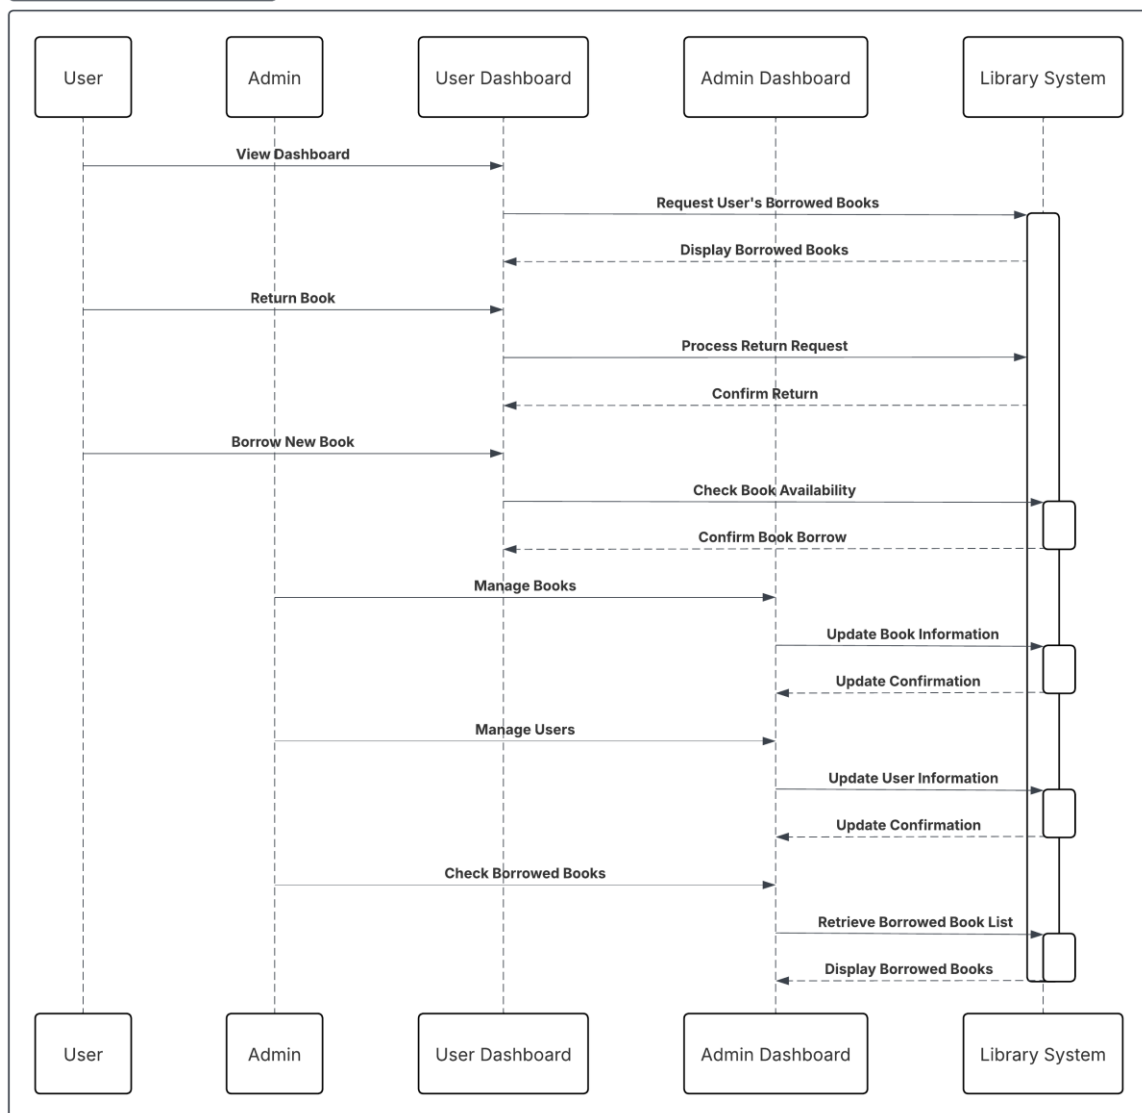 User
Admin
User Dashboard
Admin Dashboard
Library System
View Dashboard
Request User's Borrowed Books
Display Borrowed Books
Return Book
Process Return Request
Confirm Return
Borrow New Book
Check Book Availability
Confirm Book Borrow
Manage Books
Update Book Information
Update Confirmation
Manage Users
Update User Information
Update Confirmation
Check Borrowed Books
Retrieve Borrowed Book List
Display Borrowed Books
User
Admin
User Dashboard
Admin Dashboard
Library System